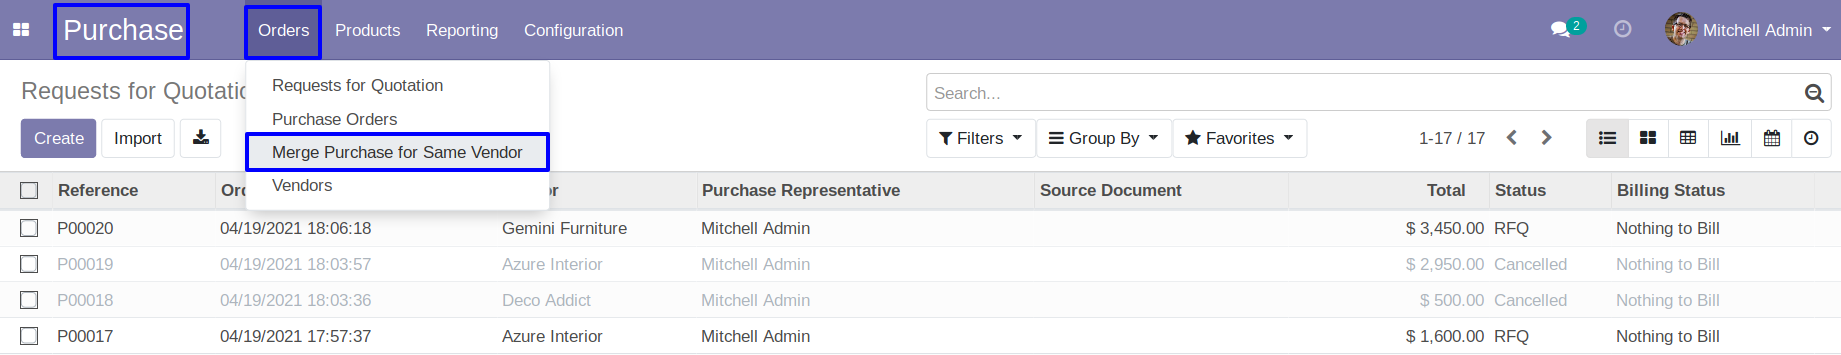 Purchase Orders Products Reporting Configuration 2 Mitchell Admin
Requests for Quotatio
Requests for Quotation
Search...
Purchase Orders
Create Import Filters Group By Favorites 1-17 / 17
Merge Purchase for Same Vendor
Vendors
Reference Ord or Purchase Representative Source Document Total Status Billing Status
P00020 04/19/2021 18:06:18 Gemini Furniture Mitchell Admin $ 3,450.00 RFQ Nothing to Bill
P00019 04/19/2021 18:03:57 Azure Interior Mitchell Admin $ 2,950.00 Cancelled Nothing to Bill
P00018 04/19/2021 18:03:36 Deco Addict Mitchell Admin $ 500.00 Cancelled Nothing to Bill
P00017 04/19/2021 17:57:37 Azure Interior Mitchell Admin $ 1,600.00 RFQ Nothing to Bill